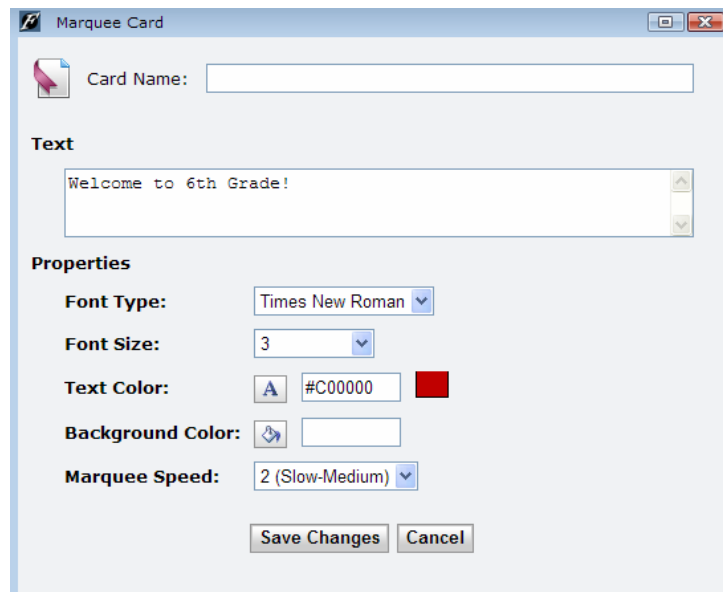 Marquee Card
Card Name:
Text
Welcome to 6th Grade!
Properties
Font Type: Times New Roman
Font Size: 3
Text Color: A #C00000
Background Color:
Marquee Speed: 2 (Slow-Medium)
Save Changes Cancel